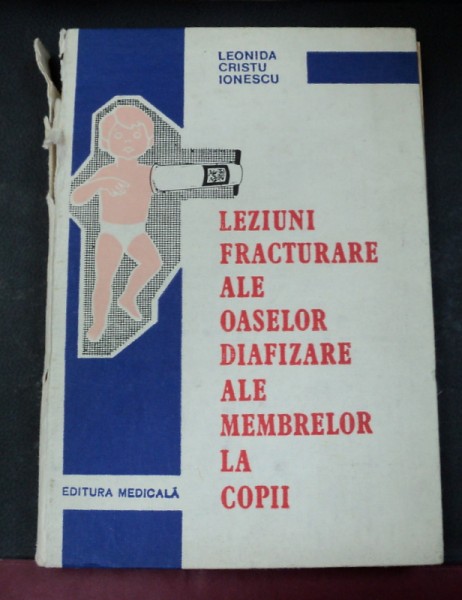 LEONIDA
CRISTU
IONESCU
LEZIUNI
FRACTURARE
ALE
OASELOR
DIAFIZARE
ALE
MEMBRELOR
LA
COPII
EDITURA MEDICALĂ